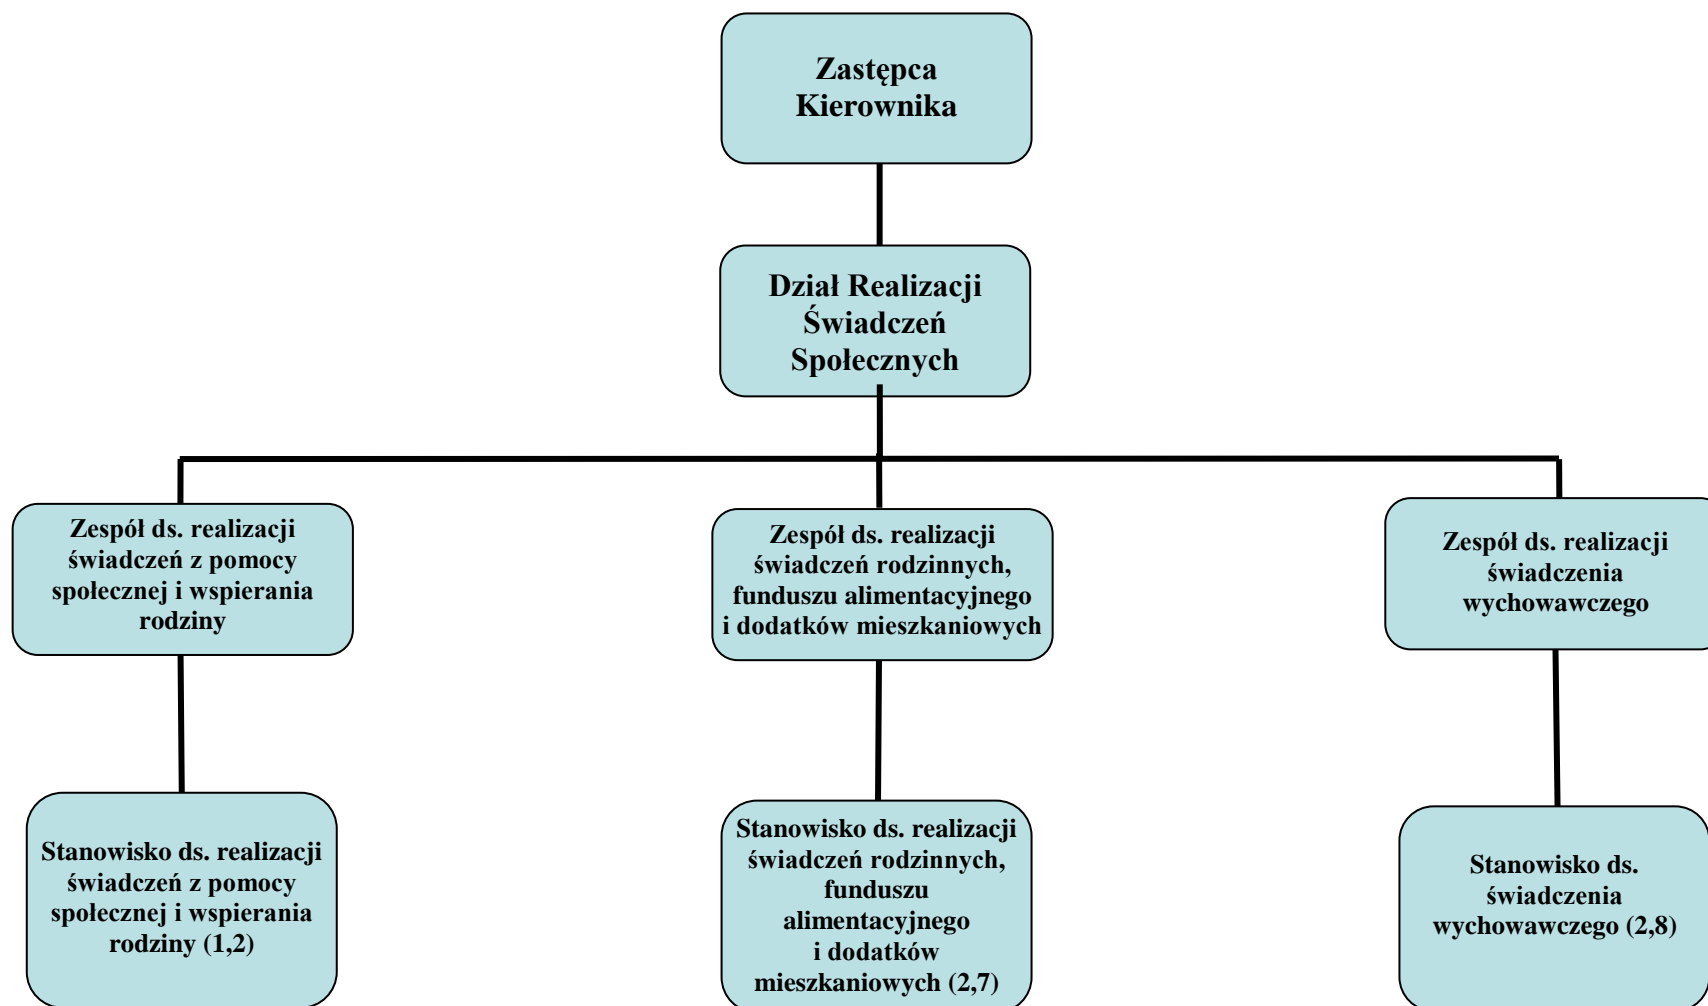 Zastępca
Kierownika
Dział Realizacji
Świadczeń
Społecznych
Zespół ds. realizacji
świadczeń z pomocy
społecznej i wspierania
rodziny
Zespół ds. realizacji
świadczeń rodzinnych,
funduszu alimentacyjnego
i dodatków mieszkaniowych
Zespół ds. realizacji
świadczenia
wychowawczego
Stanowisko ds. realizacji
świadczeń z pomocy
społecznej i wspierania
rodziny (1,2)
Stanowisko ds. realizacji
świadczeń rodzinnych,
funduszu
alimentacyjnego
i dodatków
mieszkaniowych (2,7)
Stanowisko ds.
świadczenia
wychowawczego (2,8)